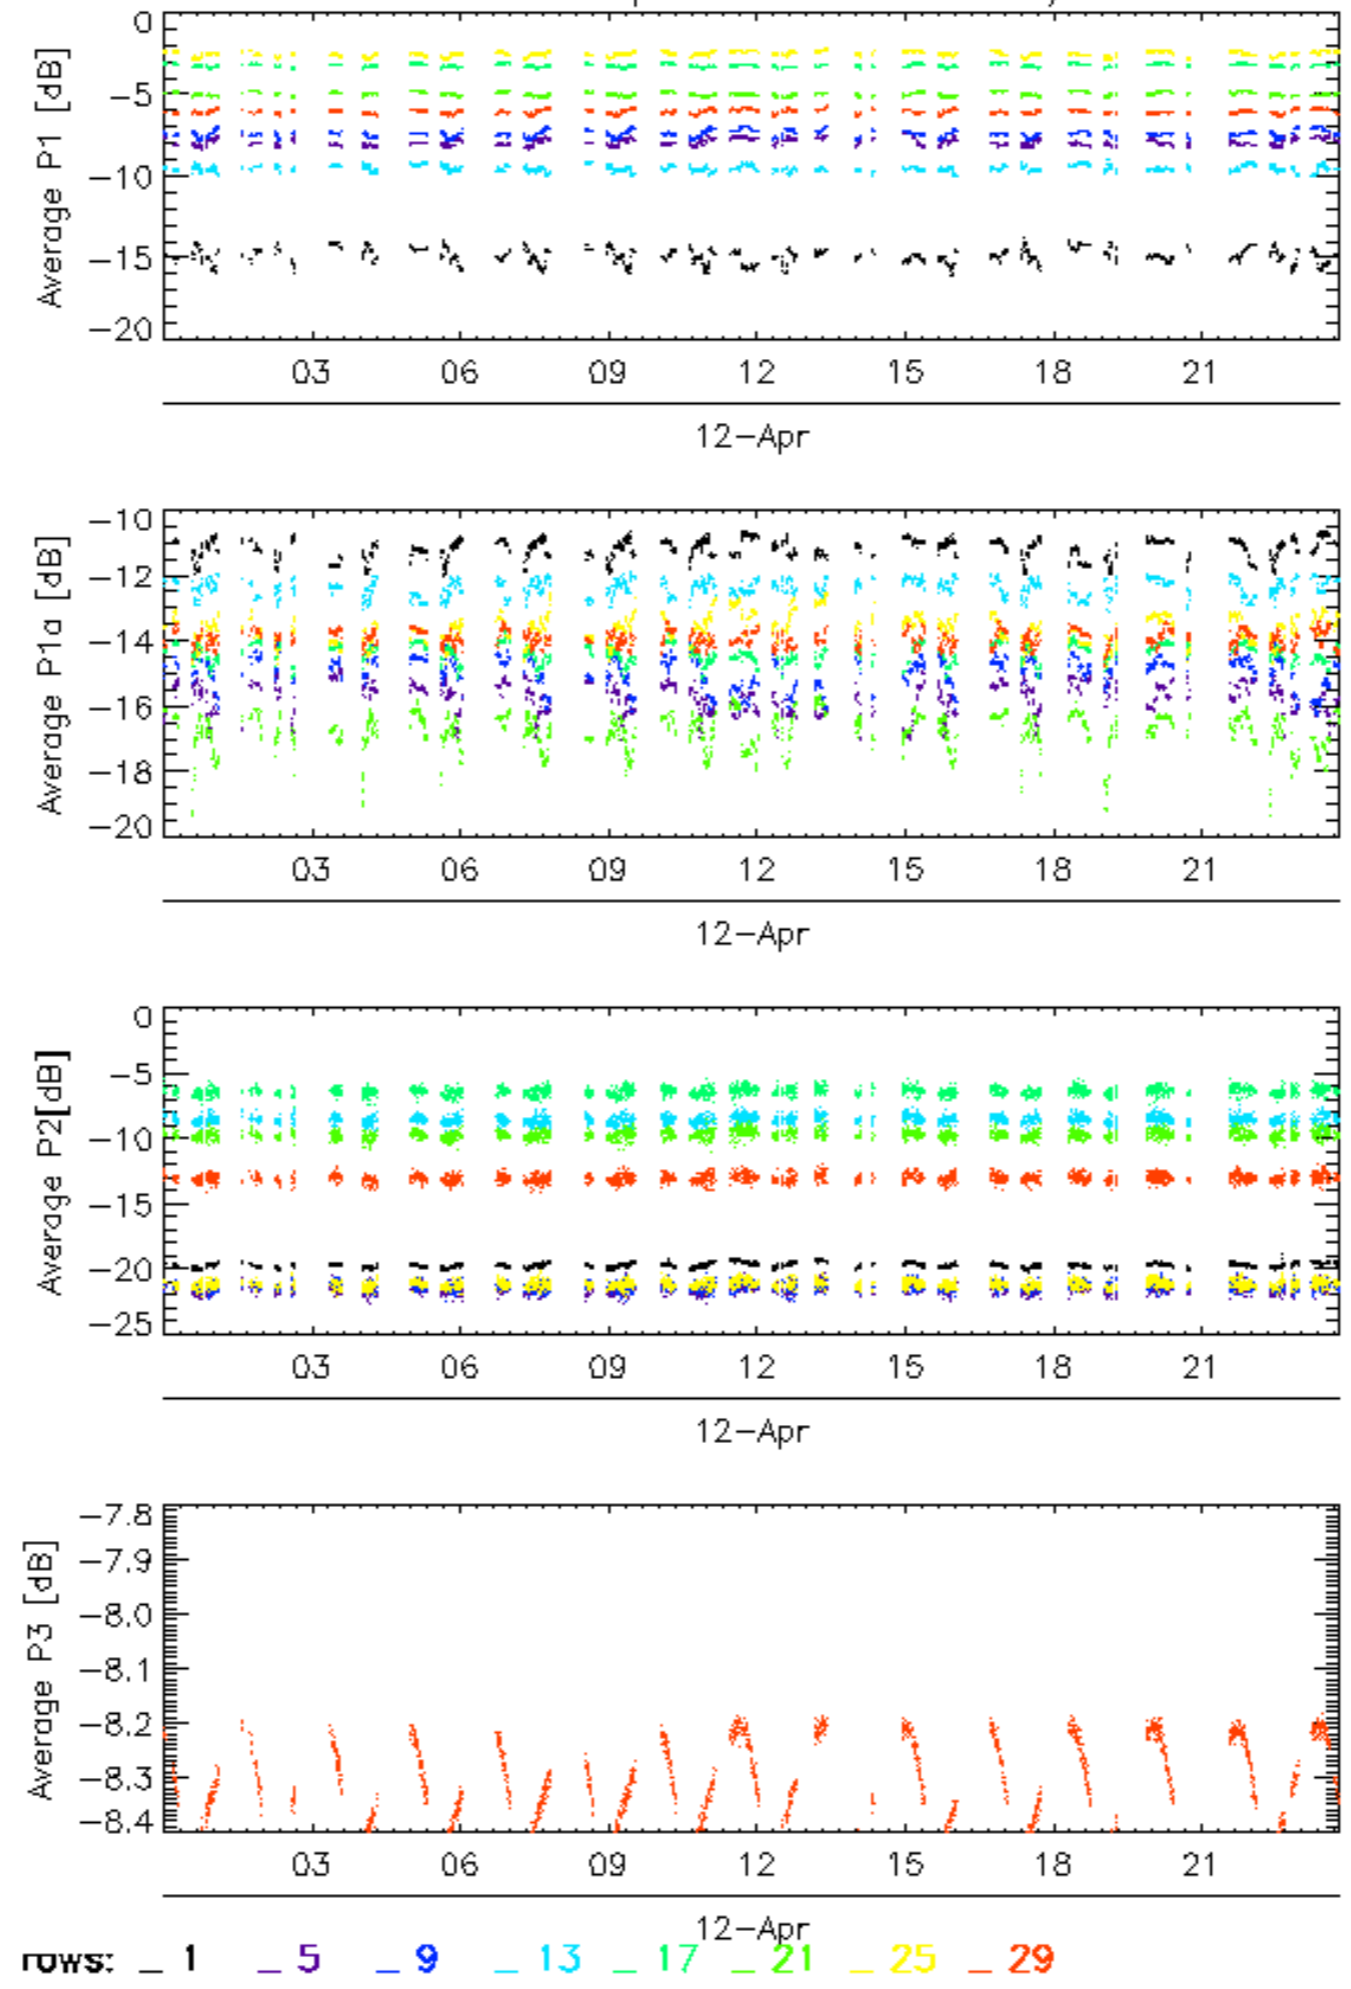 0
−5
−10
−15
−20
Average P1 [dB]
03 06 09 12 15 18 21
12−Apr
−10
−12
−14
−16
−18
−20
Average P1a [dB]
03 06 09 12 15 18 21
12−Apr
0
−5
−10
−15
−20
−25
Average P2[dB]
03 06 09 12 15 18 21
12−Apr
−7.8
−7.9
−8.0
−8.1
−8.2
−8.3
−8.4
Average P3 [dB]
03 06 09 12 15 18 21
12−Apr
rows: _ 1 _ 5 _ 9 _ 13 _ 17 _ 21 _ 25 _ 29